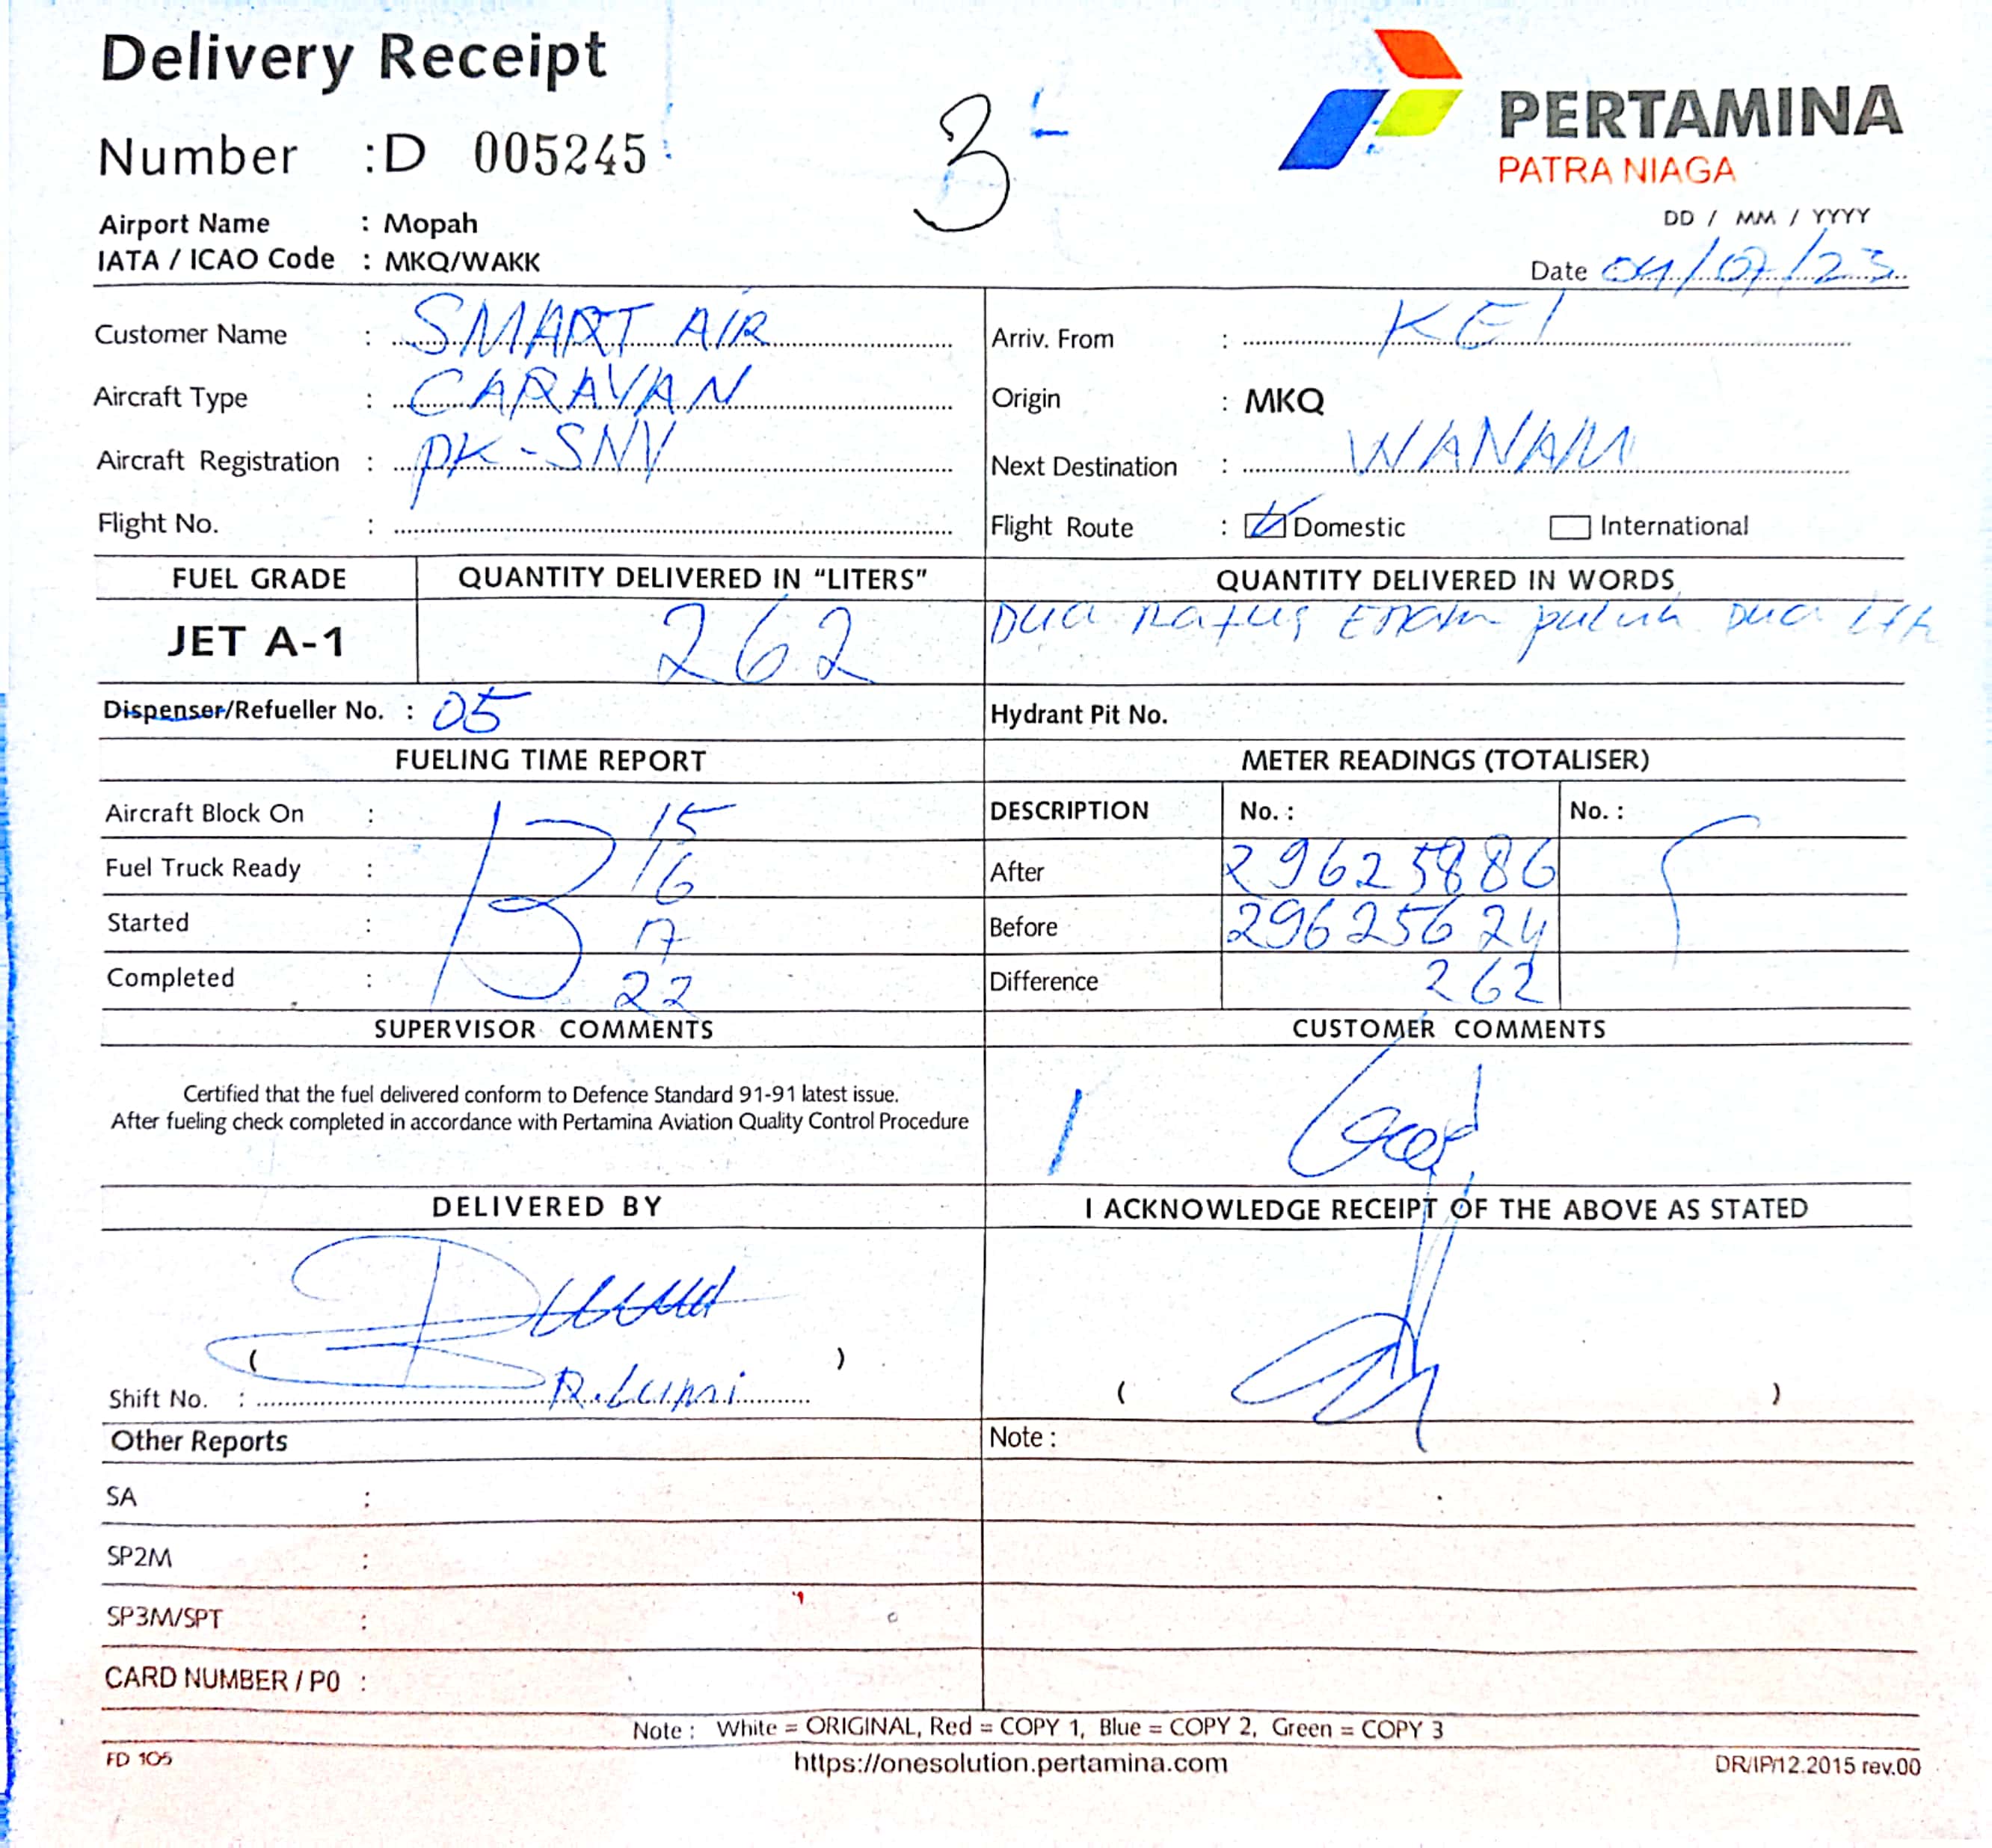 Delivery Receipt
3
PERTAMINA
PATRA NIAGA
Number :D 005245
Airport Name : Mopah
IATA / ICAO Code : MKQ/WAKK
DD / MM / YYYY
Date 04/07/23
Customer Name : SMART AIR
Arriv. From : KEI
Aircraft Type : CARAVAN
Origin : MKQ
Aircraft Registration : PK-SNV
Next Destination : WANAM
Flight No. :
Flight Route : Domestic International
FUEL GRADE QUANTITY DELIVERED IN “LITERS” QUANTITY DELIVERED IN WORDS
JET A-1 262 Dua Ratus Enam puluh Dua Ltr
Dispenser/Refueller No. : 05 Hydrant Pit No.
FUELING TIME REPORT METER READINGS (TOTALISER)
Aircraft Block On : 15 DESCRIPTION No. : No. :
Fuel Truck Ready : 16 After 29625886
Started : 17 Before 29625624
Completed : 22 Difference 262
13
SUPERVISOR COMMENTS CUSTOMER COMMENTS
Certified that the fuel delivered conform to Defence Standard 91-91 latest issue.
After fueling check completed in accordance with Pertamina Aviation Quality Control Procedure
Good
DELIVERED BY I ACKNOWLEDGE RECEIPT OF THE ABOVE AS STATED
( ) ( )
Shift No. :
Other Reports Note :
SA :
SP2M :
SP3M/SPT :
CARD NUMBER / PO :
Note : White = ORIGINAL, Red = COPY 1, Blue = COPY 2, Green = COPY 3
FD 105 https://onesolution.pertamina.com DR/IP/12.2015 rev.00